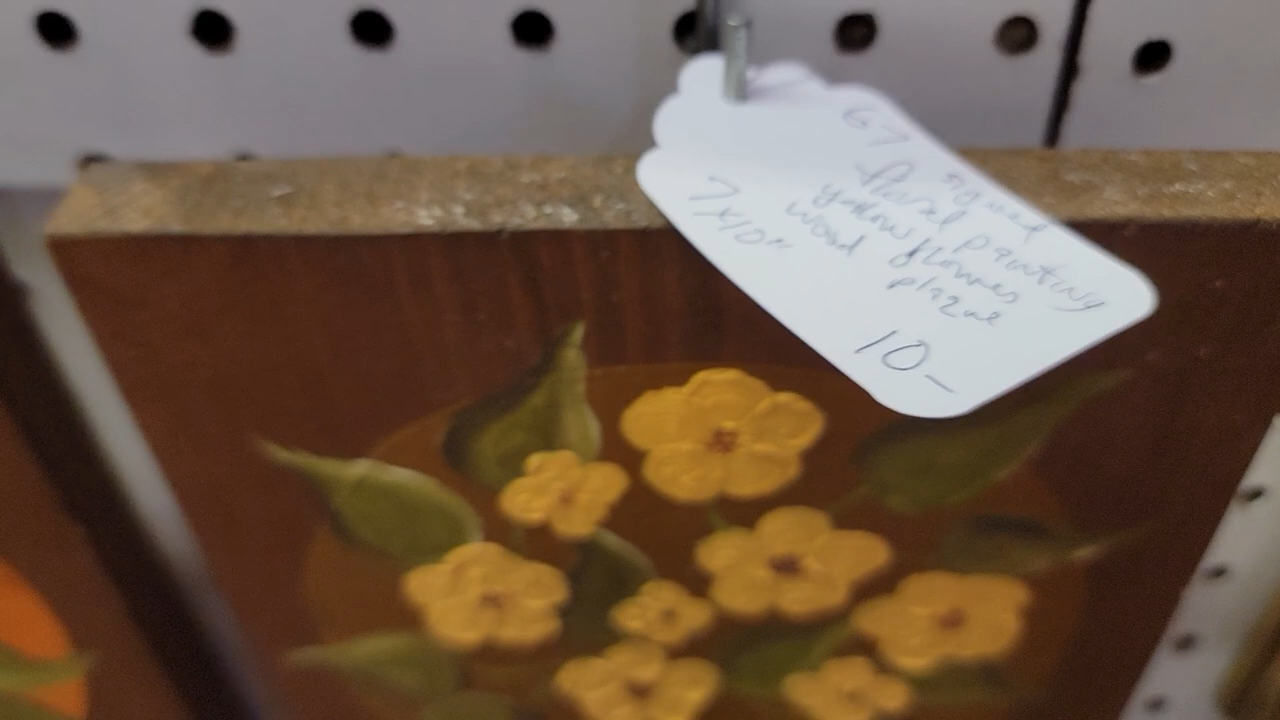 67 signed
floral painting
yellow flowers
wood plaque
7x10"
10-